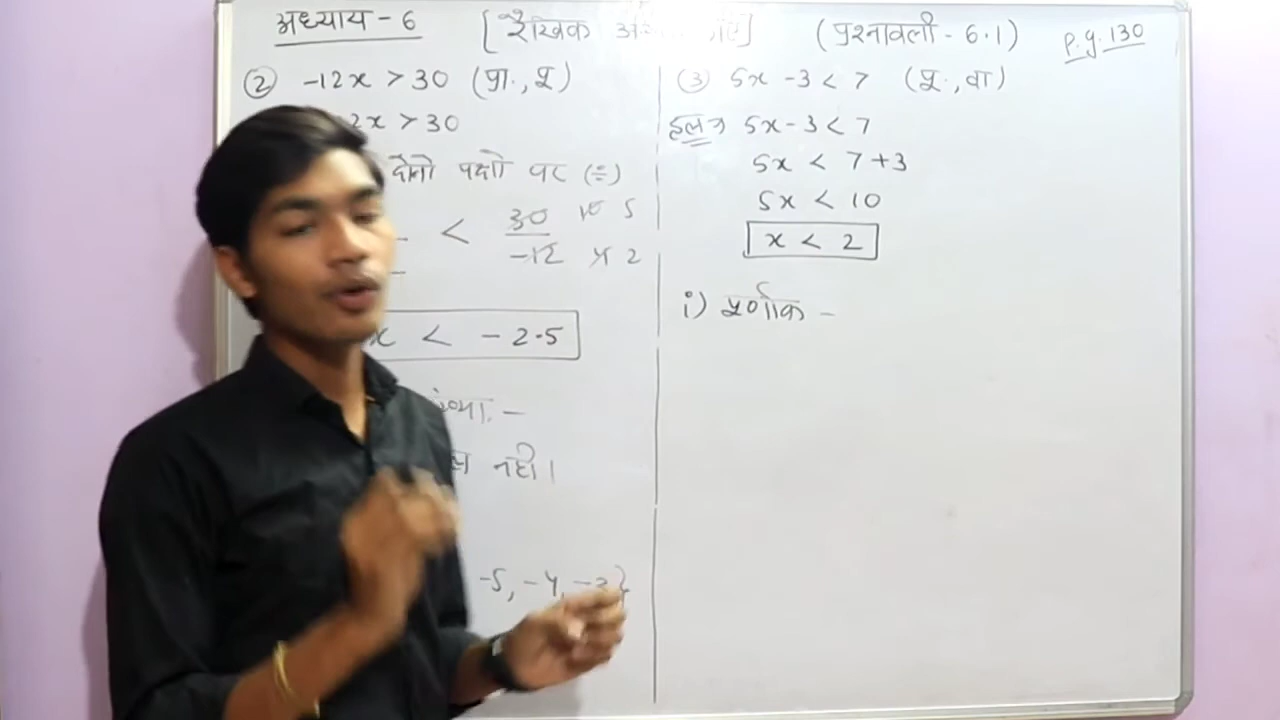 अध्याय - 6 [रैखिक (प्रश्नावली - 6.1) P.g. 130
(2) -12x > 30 (प्रा., पू)
2x > 30
दोनो पक्षो पर (÷)
< 30/-12 10 5 4 2
x < - 2.5
नही।
-5, -4, -3}
(3) 5x - 3 < 7 (पू., वा)
हल → 5x - 3 < 7
5x < 7 + 3
5x < 10
x < 2
i) पूर्णांक -